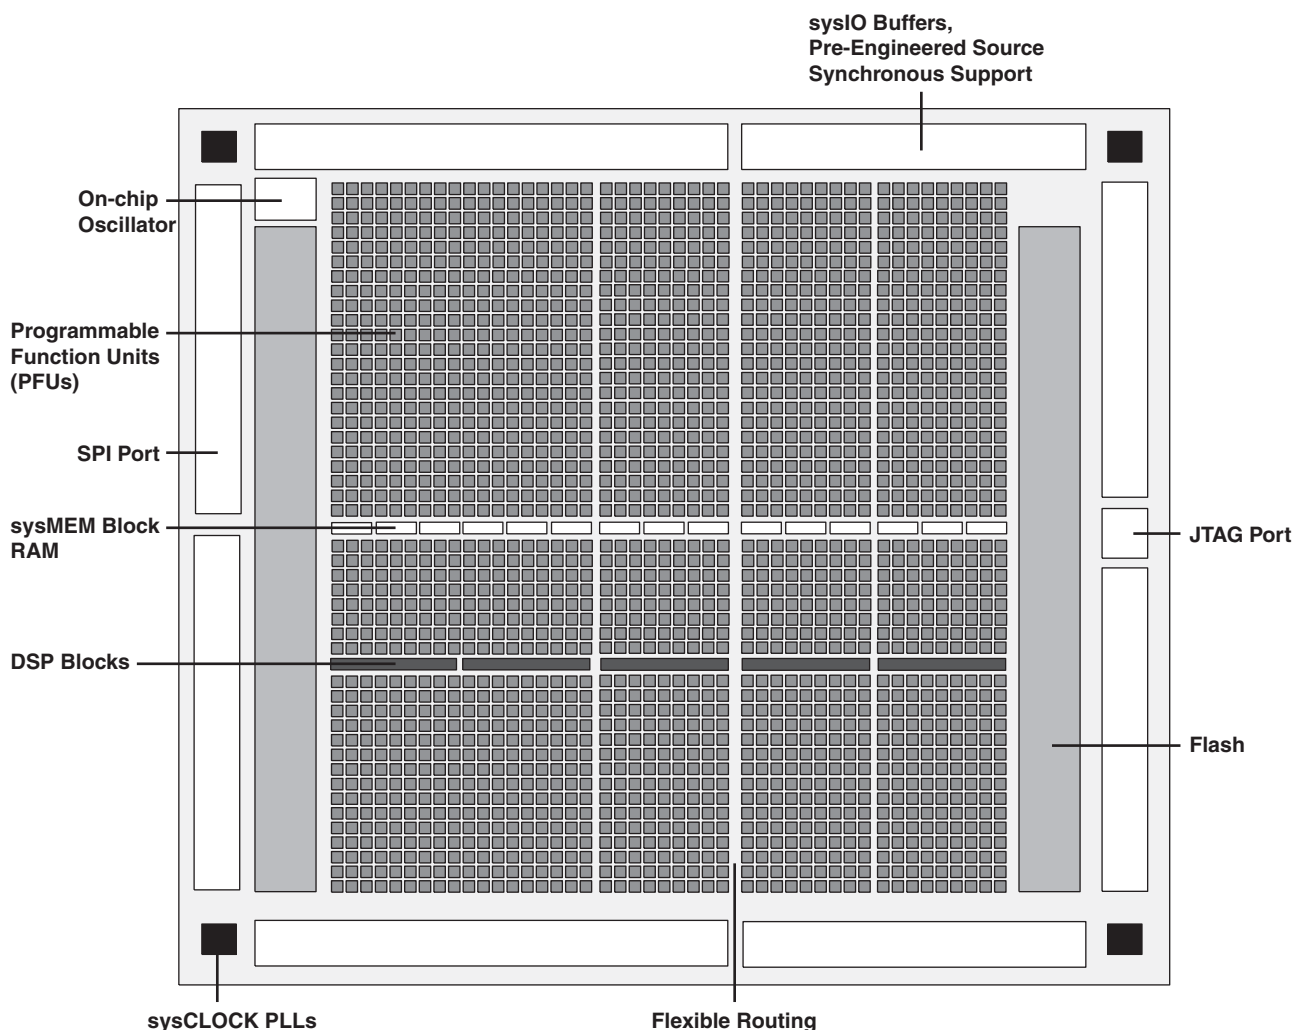 sysIO Buffers,
Pre-Engineered Source
Synchronous Support
On-chip
Oscillator
Programmable
Function Units
(PFUs)
SPI Port
sysMEM Block
RAM
JTAG Port
DSP Blocks
Flash
sysCLOCK PLLs
Flexible Routing